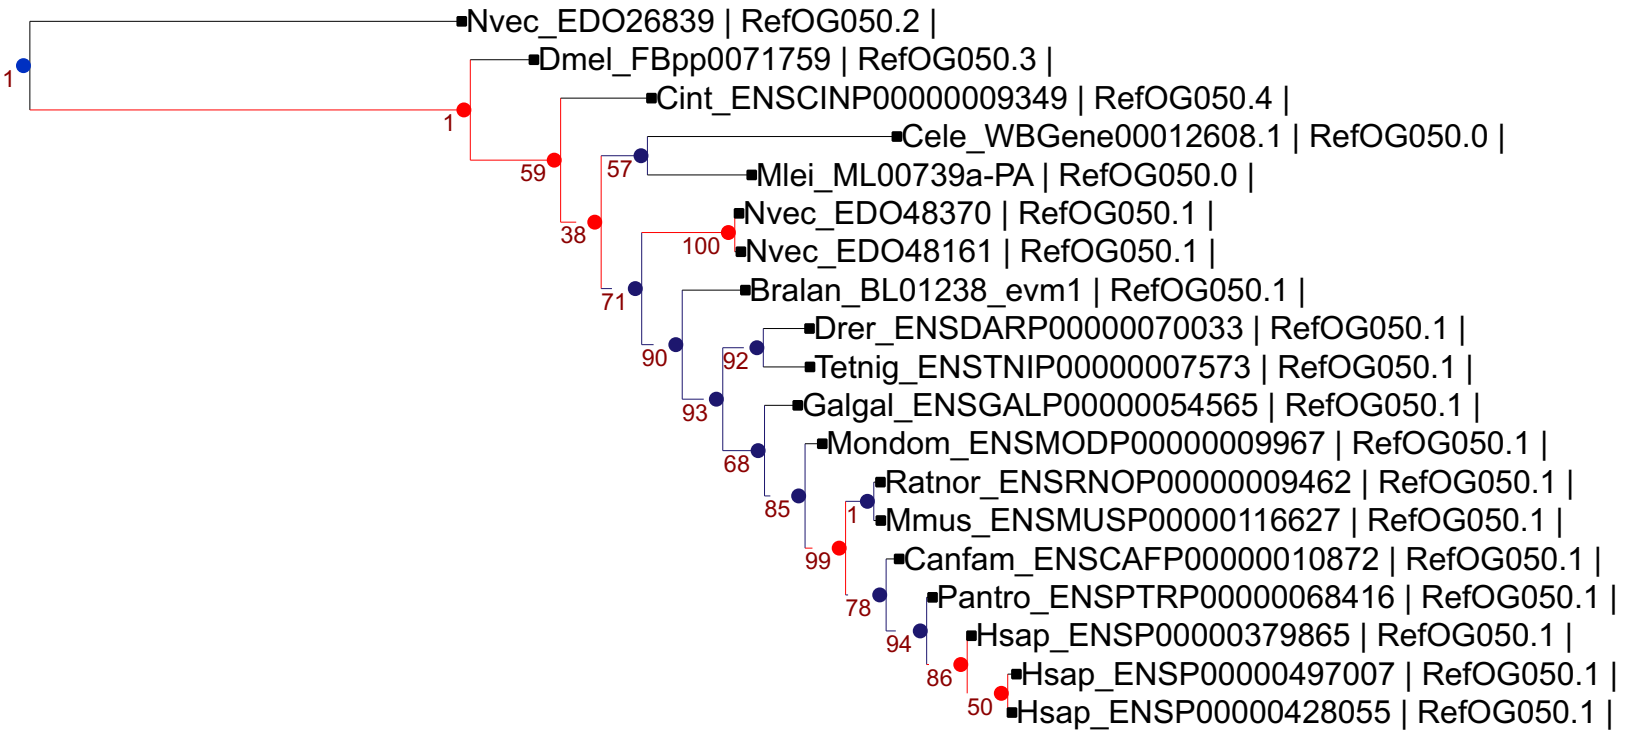 Nvec_EDO26839 | RefOG050.2 |
1
Dmel_FBpp0071759 | RefOG050.3 |
Cint_ENSCINP00000009349 | RefOG050.4 |
1
Cele_WBGene00012608.1 | RefOG050.0 |
59
57
Mlei_ML00739a-PA | RefOG050.0 |
Nvec_EDO48370 | RefOG050.1 |
38
100
Nvec_EDO48161 | RefOG050.1 |
71
Bralan_BL01238_evm1 | RefOG050.1 |
Drer_ENSDARP00000070033 | RefOG050.1 |
90
92
Tetnig_ENSTNIP00000007573 | RefOG050.1 |
93
Galgal_ENSGALP00000054565 | RefOG050.1 |
Mondom_ENSMODP00000009967 | RefOG050.1 |
68
Ratnor_ENSRNOP00000009462 | RefOG050.1 |
85
1
Mmus_ENSMUSP00000116627 | RefOG050.1 |
99
Canfam_ENSCAFP00000010872 | RefOG050.1 |
78
Pantro_ENSPTRP00000068416 | RefOG050.1 |
94
Hsap_ENSP00000379865 | RefOG050.1 |
86
Hsap_ENSP00000497007 | RefOG050.1 |
50
Hsap_ENSP00000428055 | RefOG050.1 |